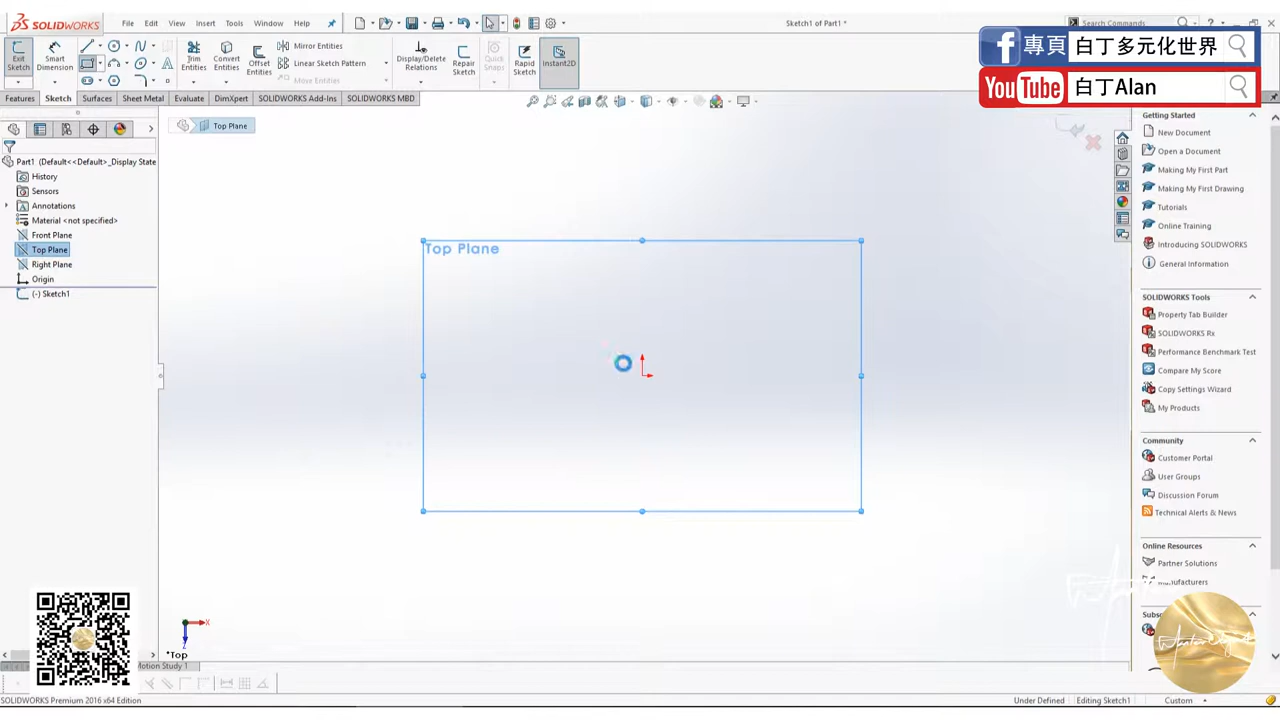 SOLIDWORKS
File Edit View Insert Tools Window Help
Sketch1 of Part1 *
Search Commands
專頁 白丁多元化世界
YouTube 白丁Alan
Exit Sketch
Smart Dimension
Trim Entities
Convert Entities
Offset Entities
Mirror Entities
Linear Sketch Pattern
Move Entities
Display/Delete Relations
Repair Sketch
Quick Snaps
Rapid Sketch
Instant2D
Features Sketch Surfaces Sheet Metal Evaluate DimXpert SOLIDWORKS Add-Ins SOLIDWORKS MBD
Top Plane
Part1 (Default<<Default>_Display State
History
Sensors
Annotations
Material <not specified>
Front Plane
Top Plane
Right Plane
Origin
(-) Sketch1
Top Plane
Getting Started
New Document
Open a Document
Making My First Part
Making My First Drawing
Tutorials
Online Training
Introducing SOLIDWORKS
General Information
SOLIDWORKS Tools
Property Tab Builder
SOLIDWORKS Rx
Performance Benchmark Test
Compare My Score
Copy Settings Wizard
My Products
Community
Customer Portal
User Groups
Discussion Forum
Technical Alerts & News
Online Resources
Partner Solutions
Manufacturers
X
Z
*Top
Motion Study 1
SOLIDWORKS Premium 2016 x64 Edition
Under Defined Editing Sketch1 Custom